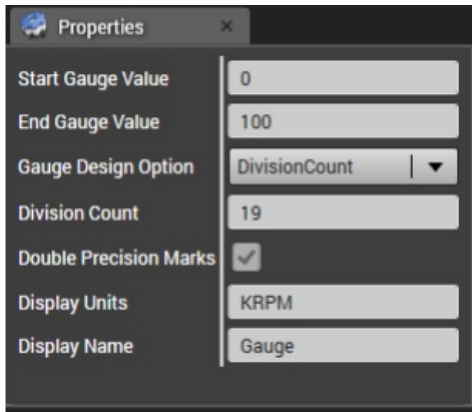 Properties ×
Start Gauge Value 0
End Gauge Value 100
Gauge Design Option DivisionCount
Division Count 19
Double Precision Marks
Display Units KRPM
Display Name Gauge